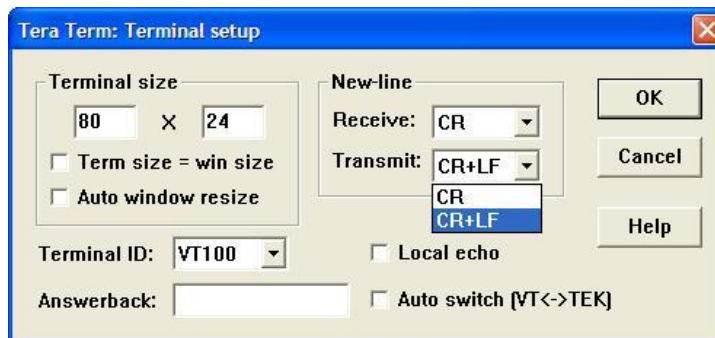 Tera Term: Terminal setup
Terminal size
80 X 24
Term size = win size
Auto window resize
New-line
Receive: CR
Transmit: CR+LF
CR
CR+LF
OK
Cancel
Help
Terminal ID: VT100
Local echo
Answerback:
Auto switch (VT<->TEK)